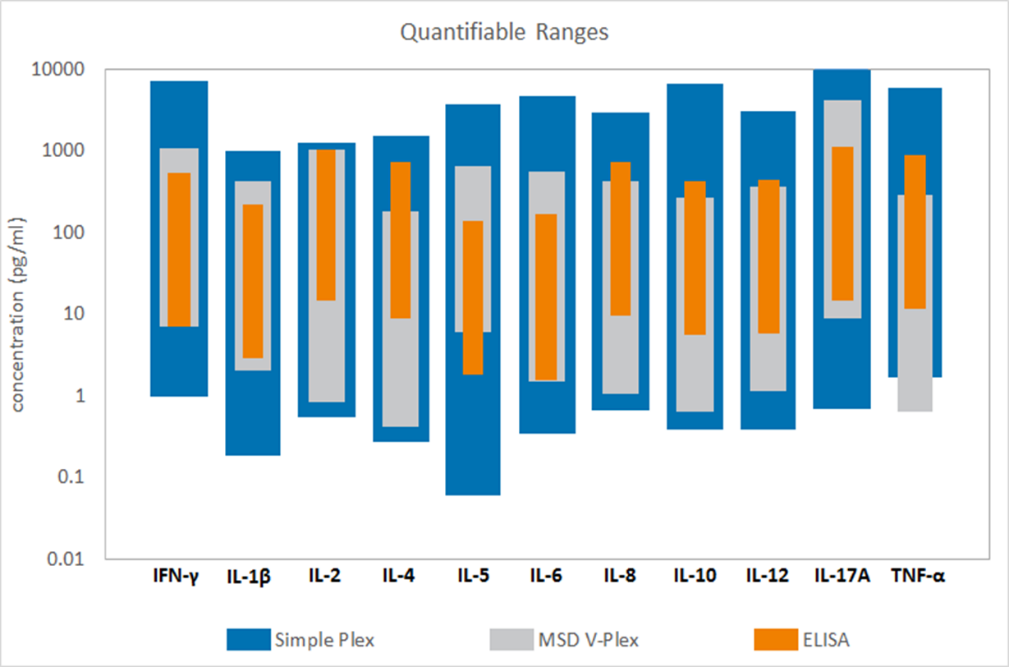 Quantifiable Ranges
concentration (pg/ml)
10000
1000
100
10
1
0.1
0.01
IFN-γ IL-1β IL-2 IL-4 IL-5 IL-6 IL-8 IL-10 IL-12 IL-17A TNF-α
Simple Plex MSD V-Plex ELISA